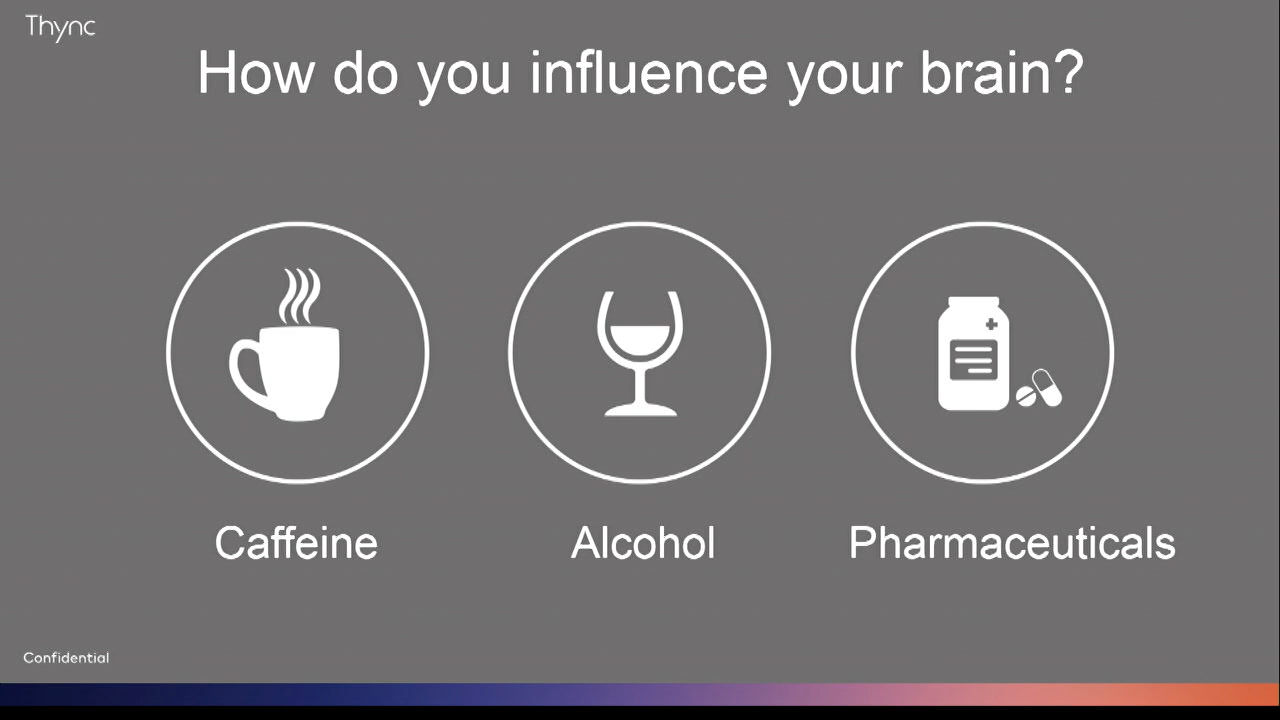 Thync
How do you influence your brain?
Caffeine
Alcohol
Pharmaceuticals
Confidential